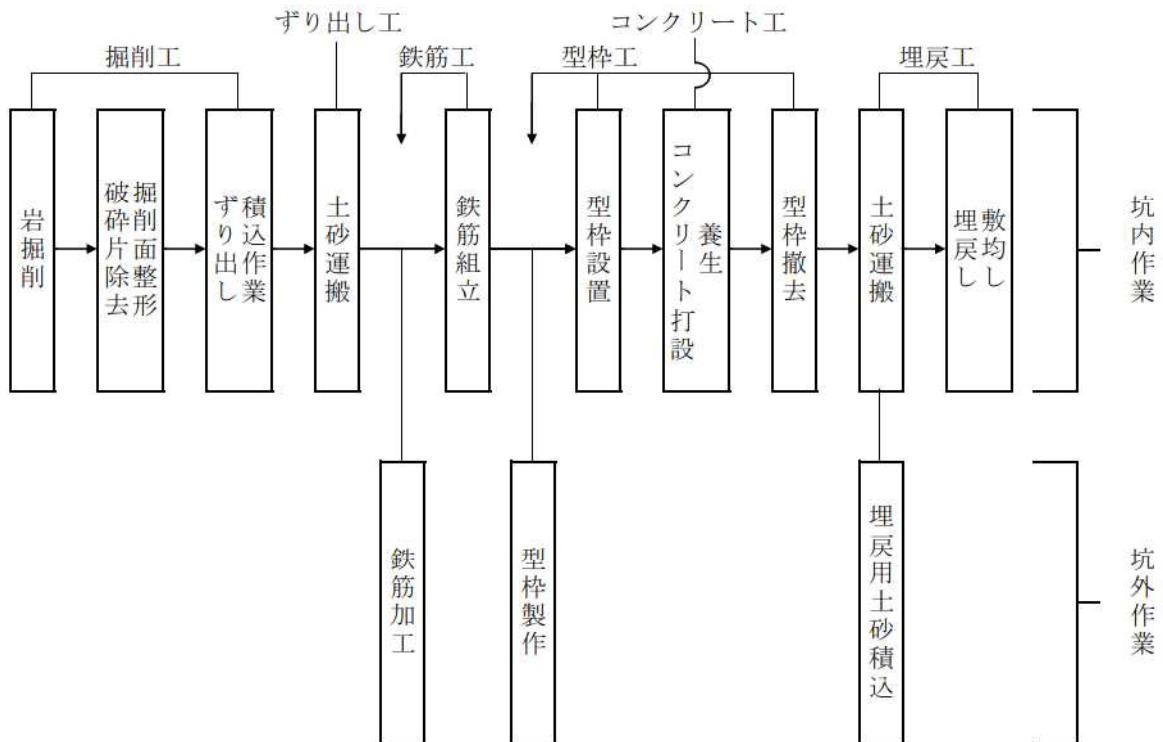 ずり出し工
コンクリート工
掘削工
鉄筋工
型枠工
埋戻工
岩掘削
掘削面整形
破砕片除去
積込作業
ずり出し
土砂運搬
鉄筋組立
型枠設置
養生
コンクリート打設
型枠撤去
土砂運搬
敷均し
埋戻し
坑内作業
鉄筋加工
型枠製作
埋戻用土砂積込
坑外作業